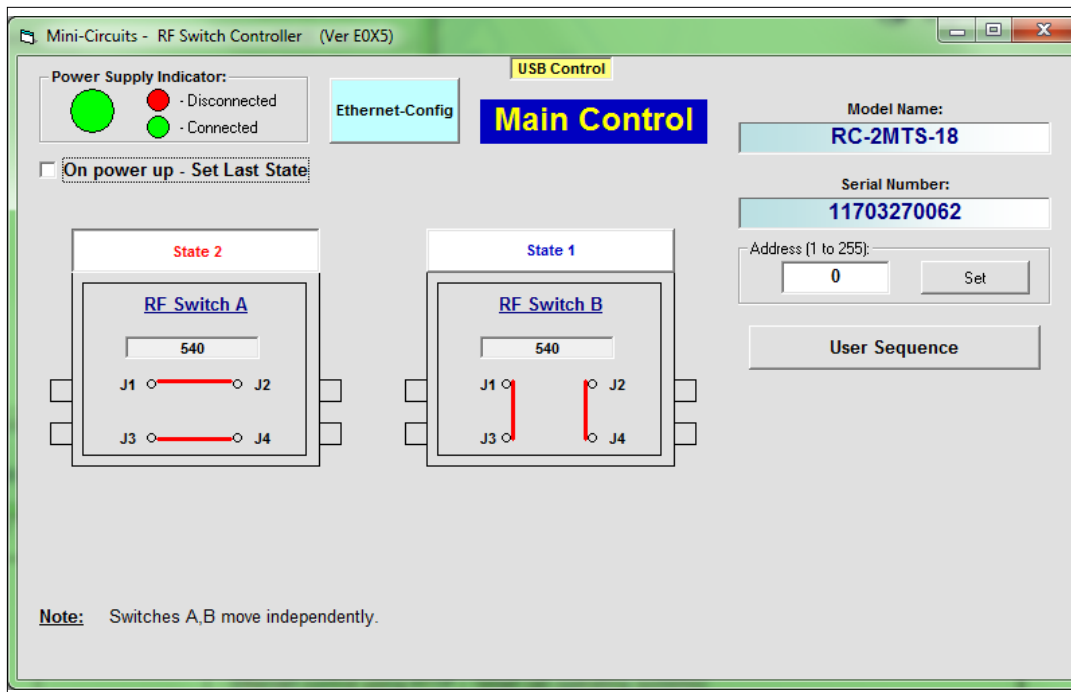 Mini-Circuits - RF Switch Controller (Ver E0X5)
USB Control
Power Supply Indicator:
- Disconnected
- Connected
Ethernet-Config
Main Control
Model Name:
RC-2MTS-18
On power up - Set Last State
Serial Number:
11703270062
Address (1 to 255):
0
Set
State 2
State 1
RF Switch A
RF Switch B
User Sequence
540
540
J1 J2
J1 J2
J3 J4
J3 J4
Note: Switches A,B move independently.